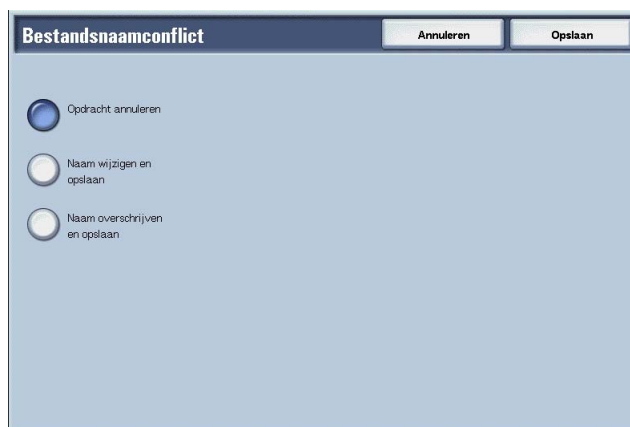 Bestandsnaamconflict
Annuleren
Opslaan
Opdracht annuleren
Naam wijzigen en
opslaan
Naam overschrijven
en opslaan